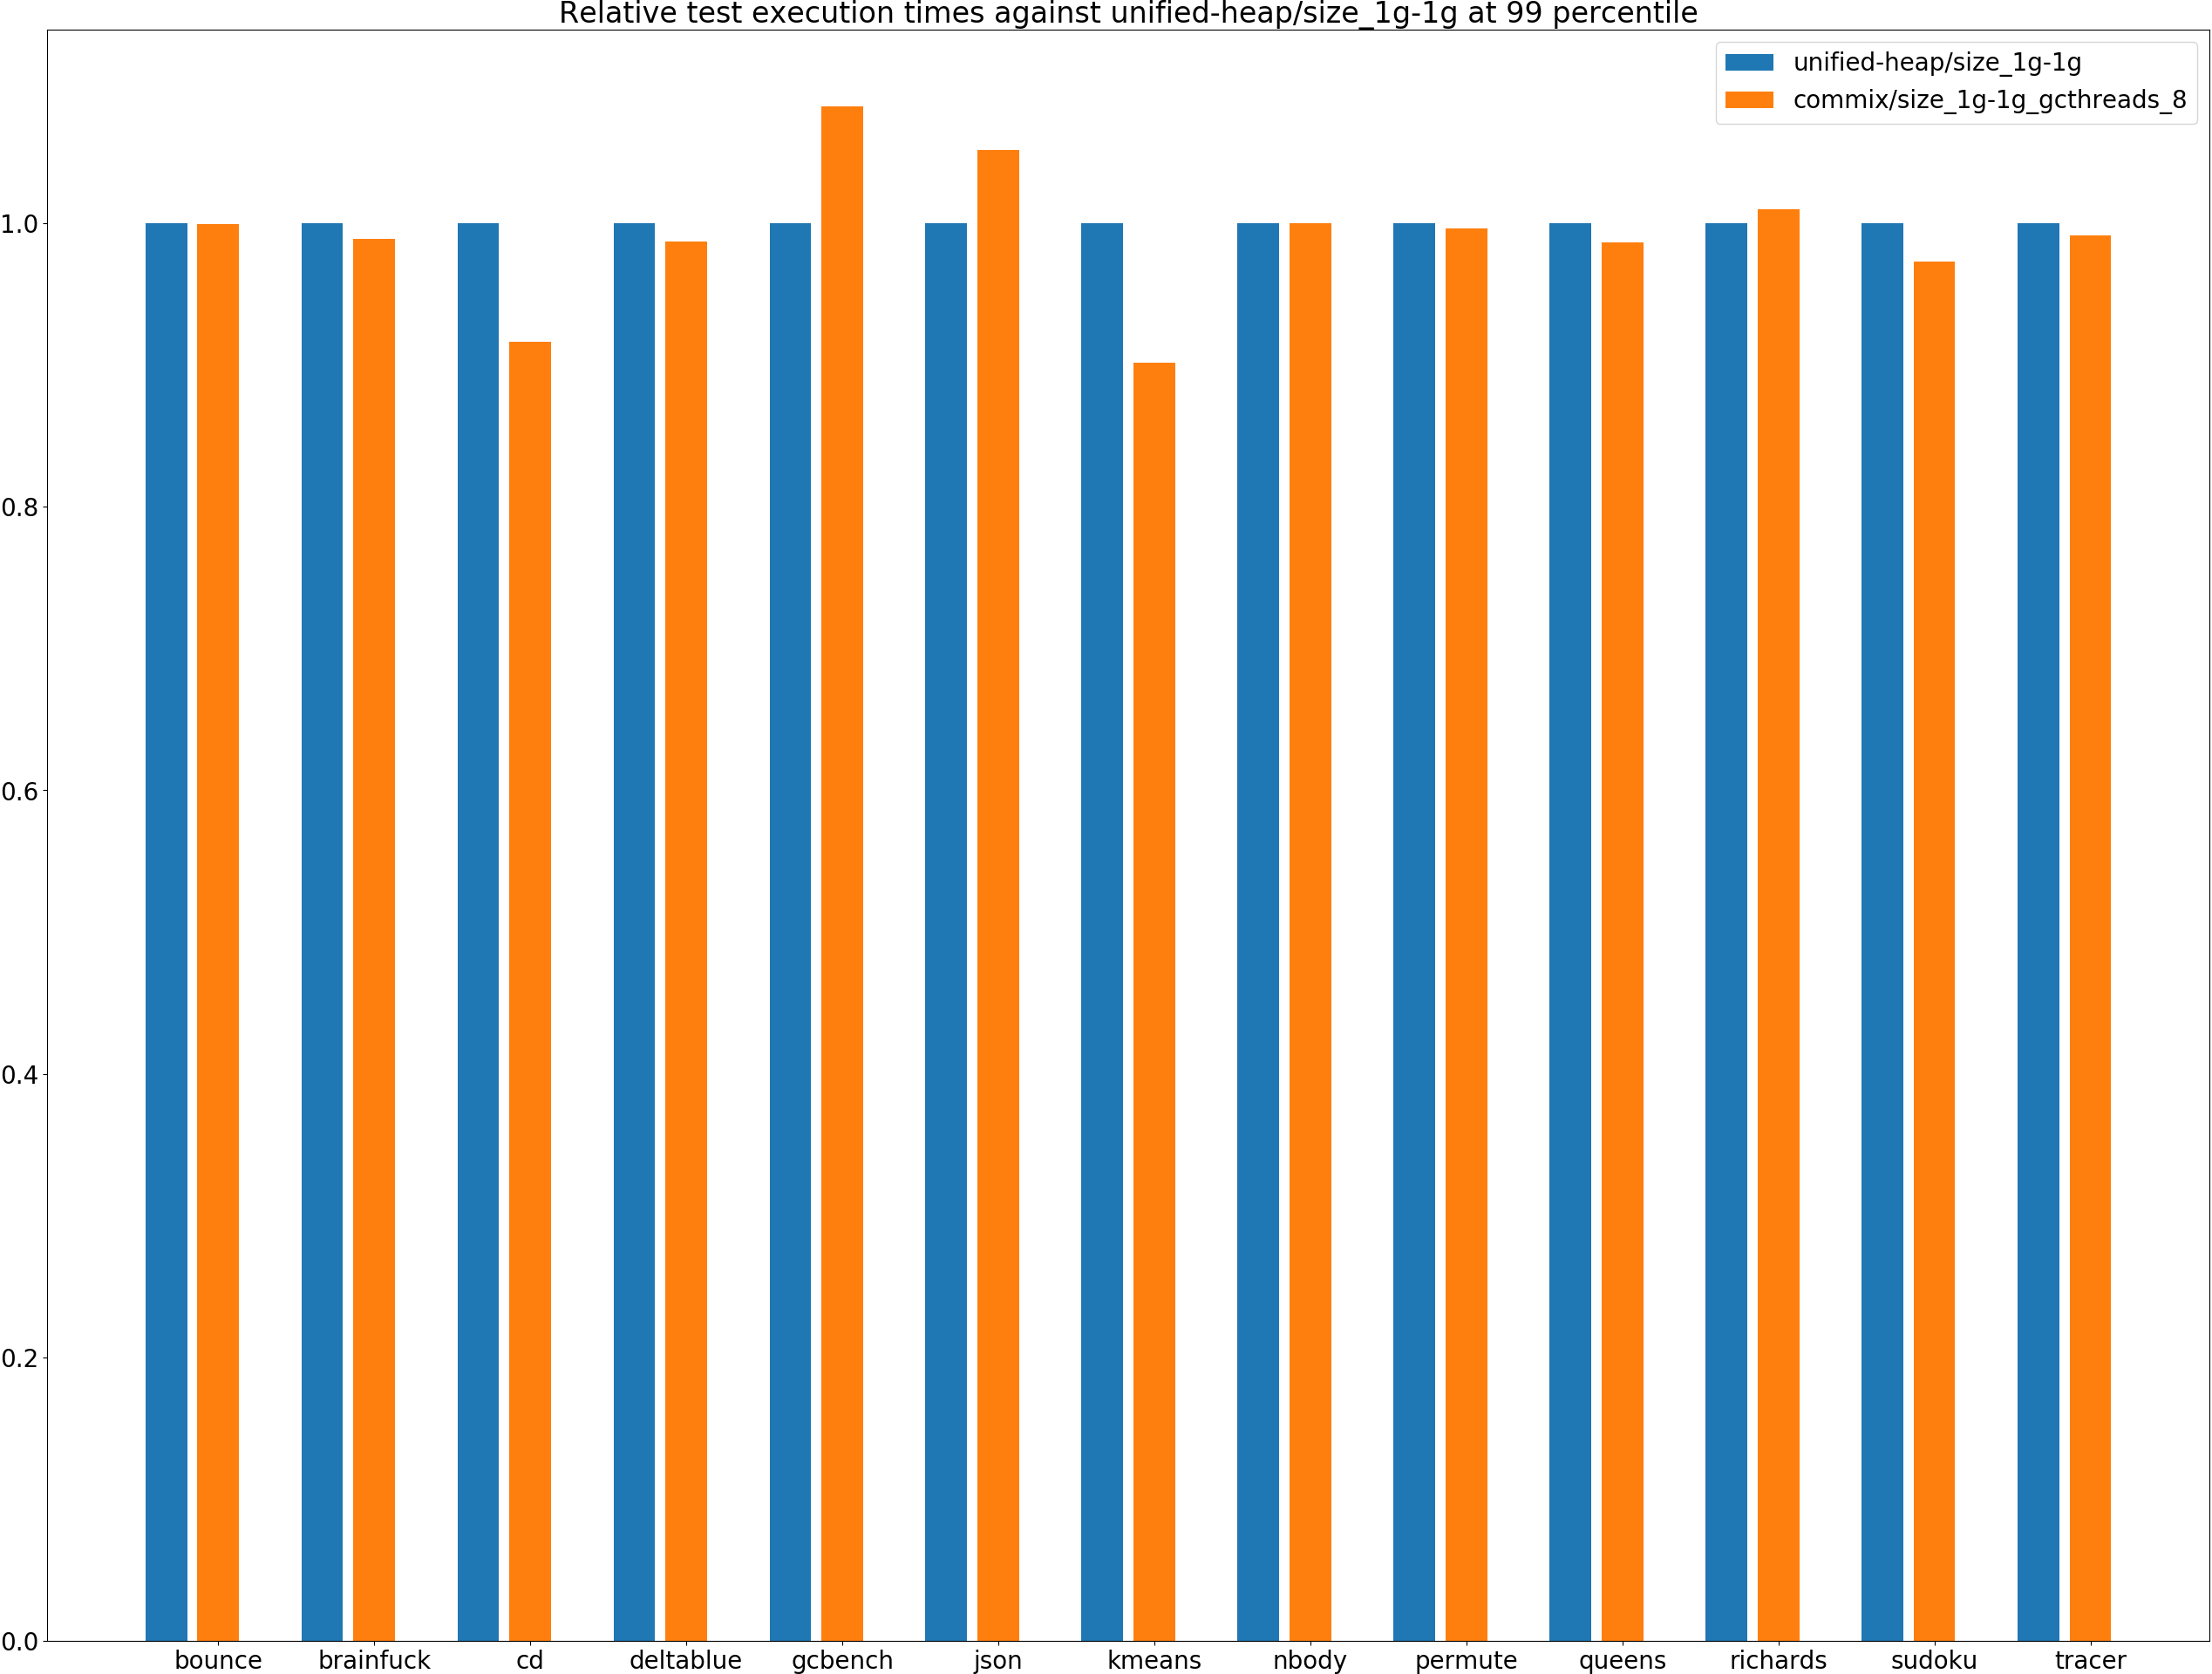 Relative test execution times against unified-heap/size_1g-1g at 99 percentile
unified-heap/size_1g-1g
commix/size_1g-1g_gcthreads_8
1.0
0.8
0.6
0.4
0.2
0.0
bounce brainfuck cd deltablue gcbench json kmeans nbody permute queens richards sudoku tracer